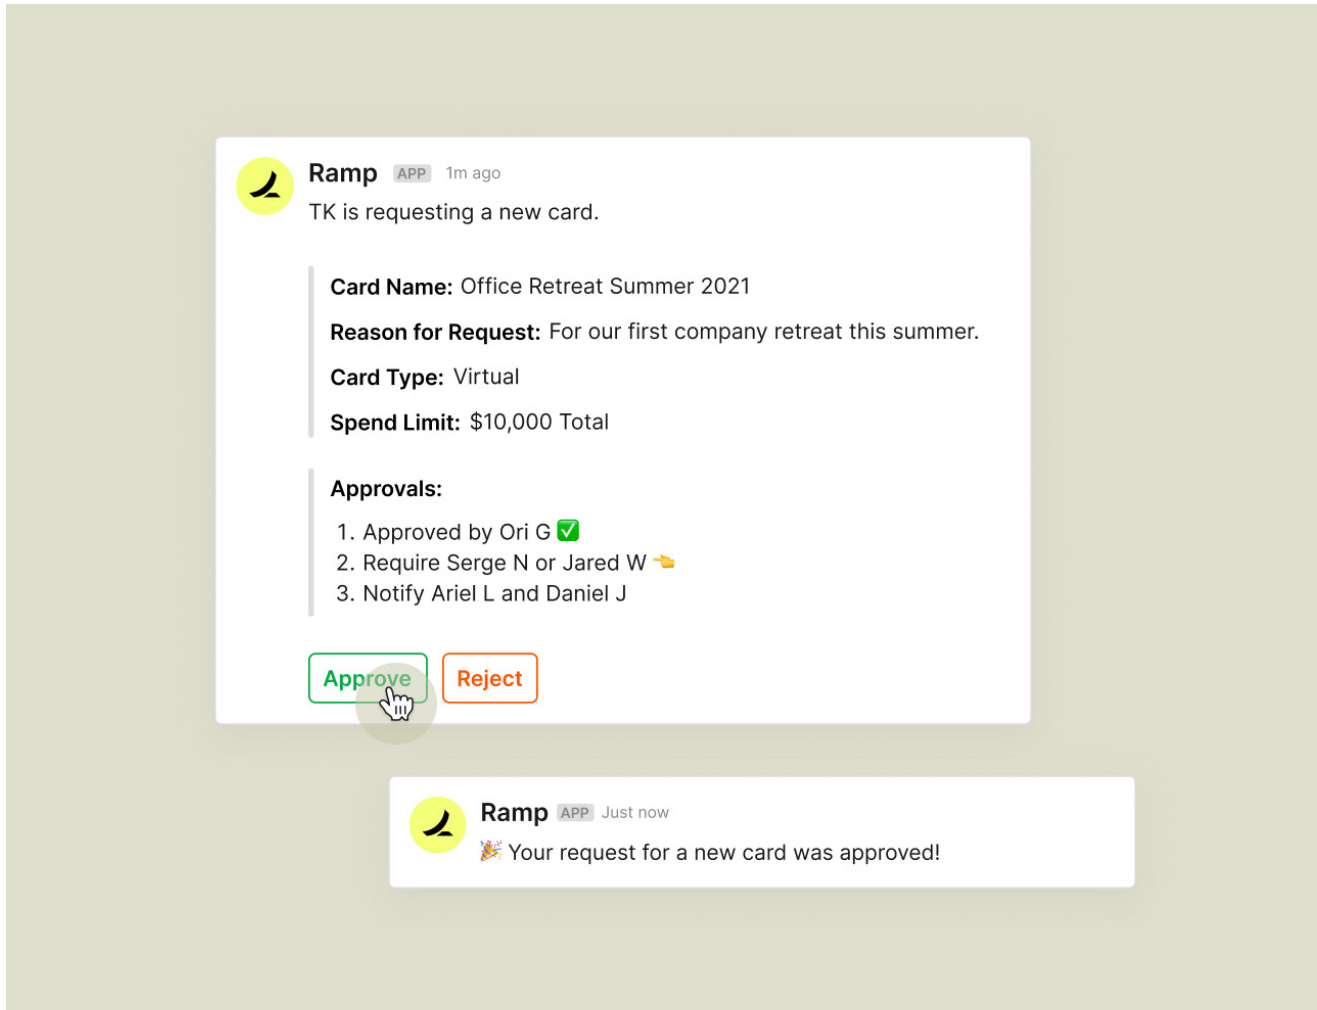 Ramp APP 1m ago
TK is requesting a new card.
Card Name: Office Retreat Summer 2021
Reason for Request: For our first company retreat this summer.
Card Type: Virtual
Spend Limit: $10,000 Total
Approvals:
1. Approved by Ori G ✅
2. Require Serge N or Jared W 👈
3. Notify Ariel L and Daniel J
Approve Reject
Ramp APP Just now
🎉 Your request for a new card was approved!